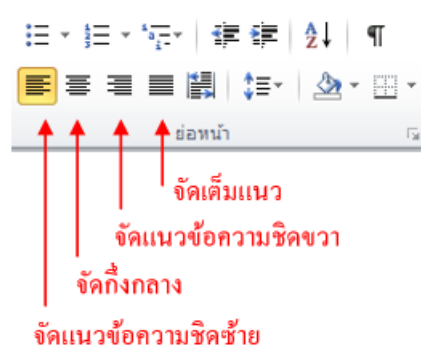 ย่อหน้า
จัดเต็มแนว
จัดแนวข้อความชิดขวา
จัดกึ่งกลาง
จัดแนวข้อความชิดซ้าย